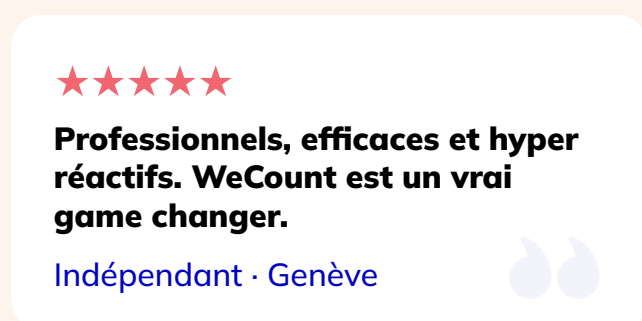 Professionnels, efficaces et hyper
réactifs. WeCount est un vrai
game changer.
Indépendant · Genève